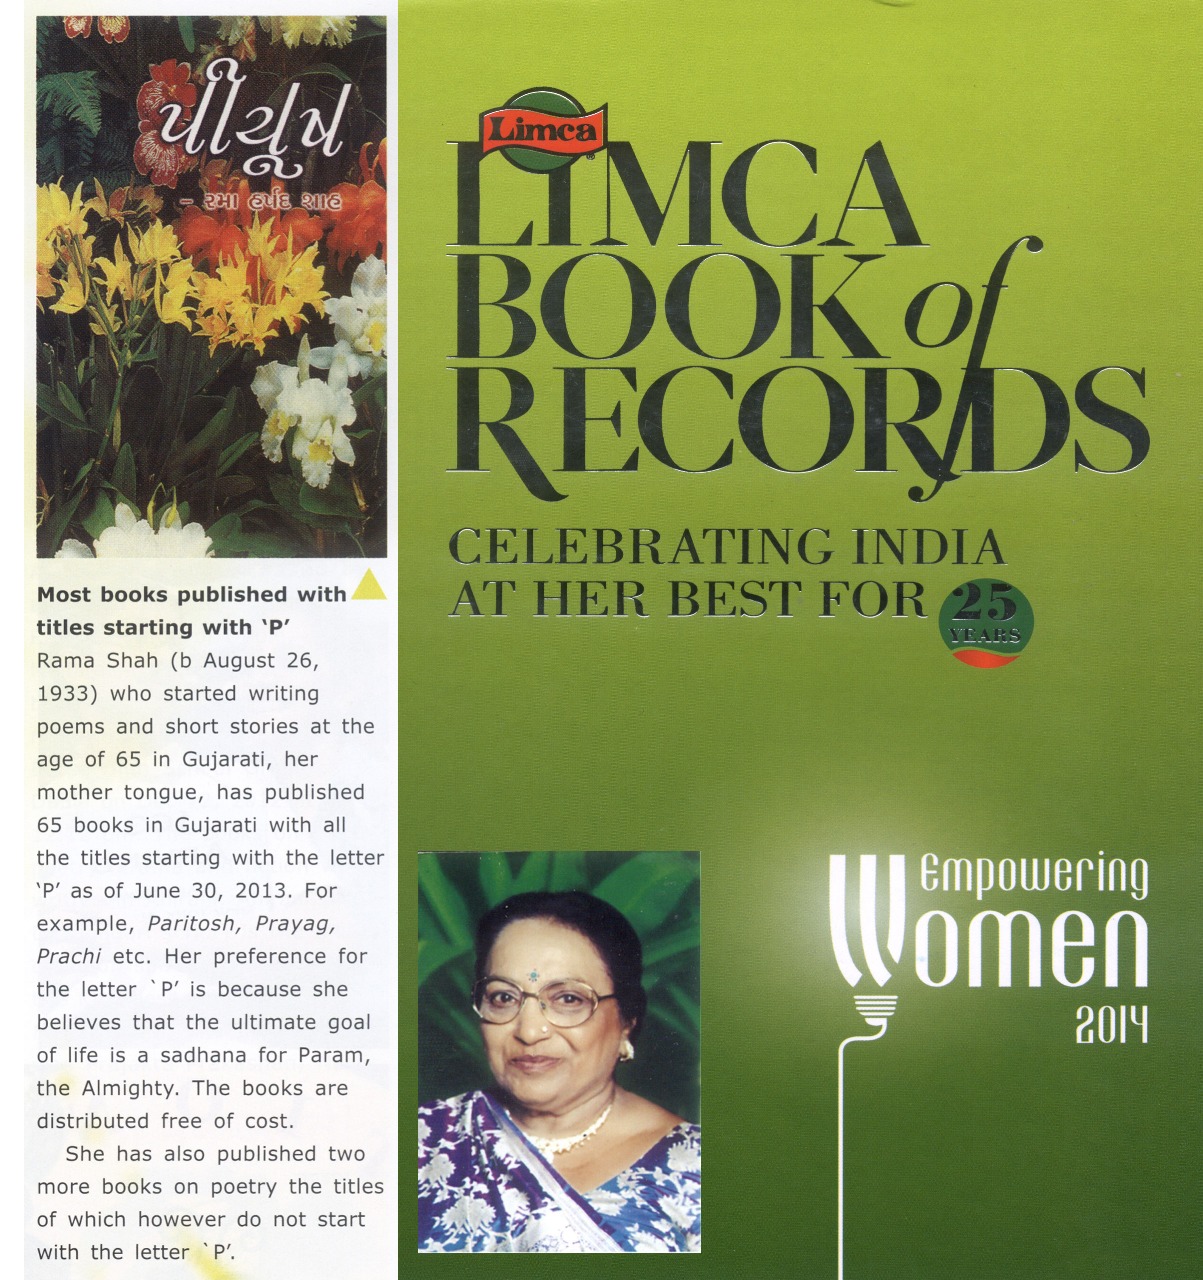 પીયૂષ
- રમા હર્ષદ શાહ
Most books published with
titles starting with ‘P’
Rama Shah (b August 26,
1933) who started writing
poems and short stories at the
age of 65 in Gujarati, her
mother tongue, has published
65 books in Gujarati with all
the titles starting with the letter
‘P’ as of June 30, 2013. For
example, Paritosh, Prayag,
Prachi etc. Her preference for
the letter `P’ is because she
believes that the ultimate goal
of life is a sadhana for Param,
the Almighty. The books are
distributed free of cost.
She has also published two
more books on poetry the titles
of which however do not start
with the letter `P’.
Limca
LIMCA
BOOK of
RECORDS
CELEBRATING INDIA
AT HER BEST FOR 25
YEARS
Empowering
Women
2014